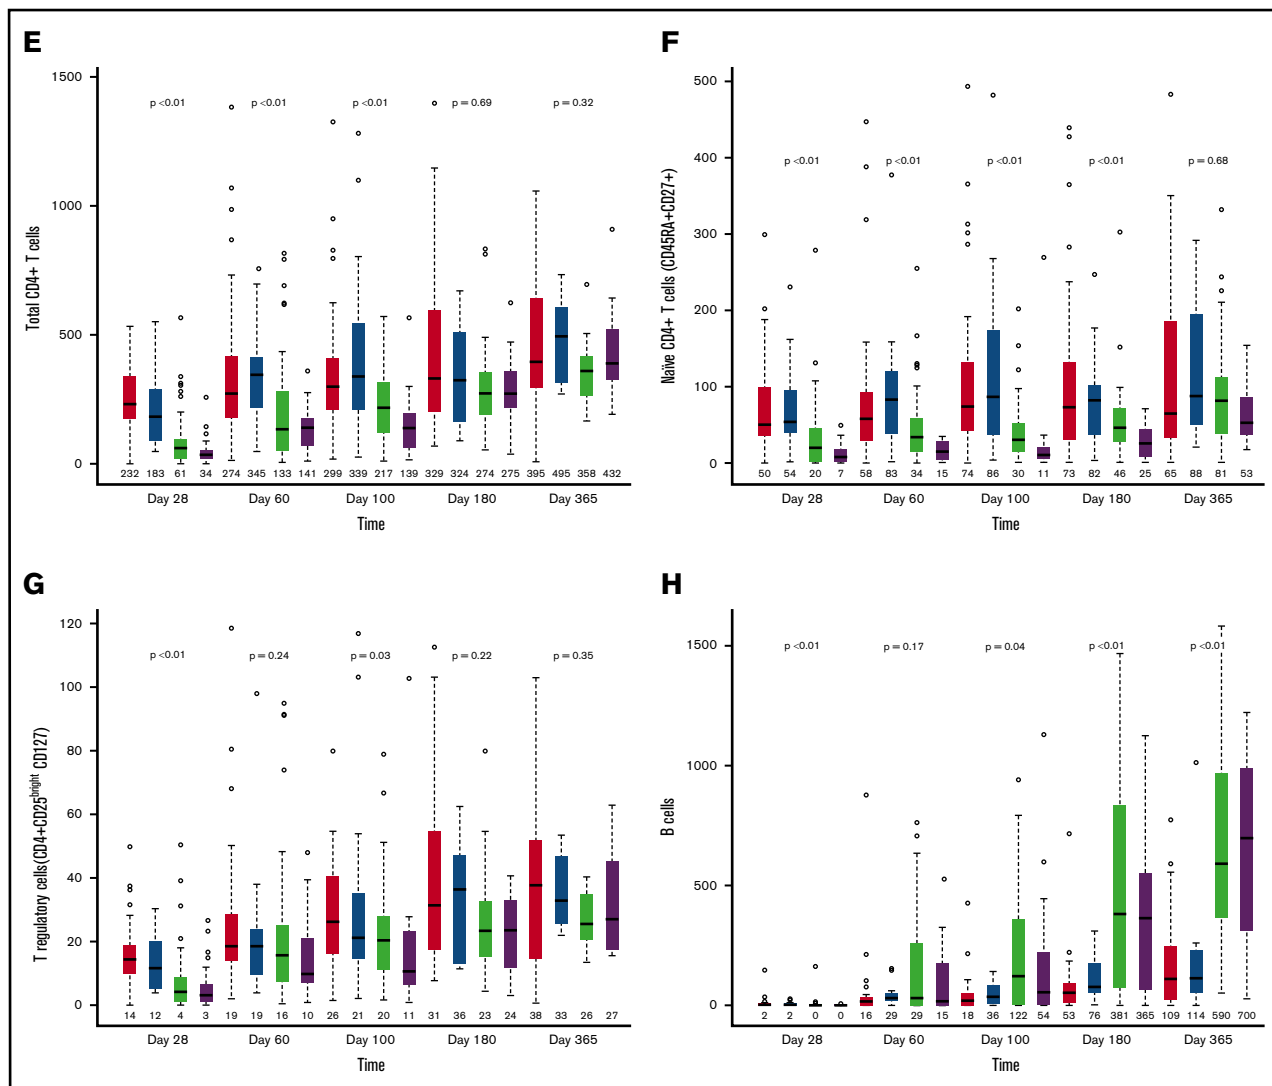 E
Total CD4+ T cells
1500
1000
500
0
p <0.01
p <0.01
p <0.01
p = 0.69
p = 0.32
232 183 61 34 274 345 133 141 299 339 217 139 329 324 274 275 395 495 358 432
Day 28 Day 60 Day 100 Day 180 Day 365
Time
F
Naïve CD4+ T cells (CD45RA+CD27+)
500
400
300
200
100
0
p <0.01
p <0.01
p <0.01
p <0.01
p = 0.68
50 54 20 7 58 83 34 15 74 86 30 11 73 82 46 25 65 88 81 53
Day 28 Day 60 Day 100 Day 180 Day 365
Time
G
T regulatory cells(CD4+CD25bright CD127)
120
100
80
60
40
20
0
p <0.01
p = 0.24
p = 0.03
p = 0.22
p = 0.35
14 12 4 3 19 19 16 10 26 21 20 11 31 36 23 24 38 33 26 27
Day 28 Day 60 Day 100 Day 180 Day 365
Time
H
B cells
1500
1000
500
0
p <0.01
p = 0.17
p = 0.04
p <0.01
p <0.01
2 2 0 0 16 29 29 15 18 36 122 54 53 76 381 365 109 114 590 700
Day 28 Day 60 Day 100 Day 180 Day 365
Time